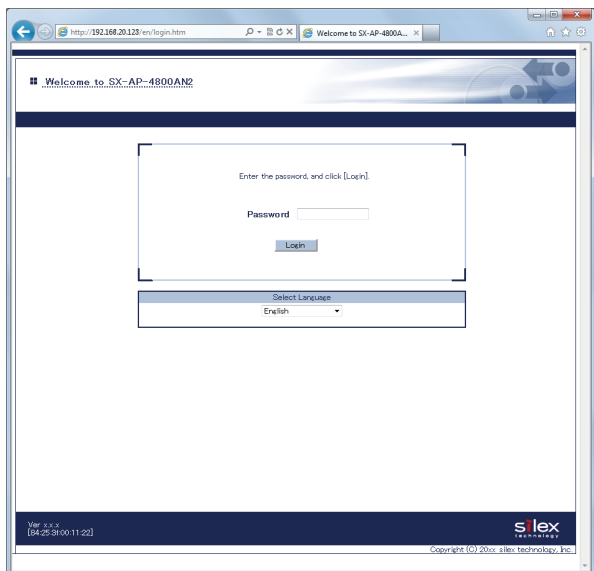 http://192.168.20.128/en/login.htm
Welcome to SX-AP-4800A...
Welcome to SX-AP-4800AN2
Enter the password, and click [Login].
Password
Login
Select Language
English
Ver x.x.x
[84:25:3f:00:11:22]
silex
technology
Copyright (C) 20xx silex technology, Inc.